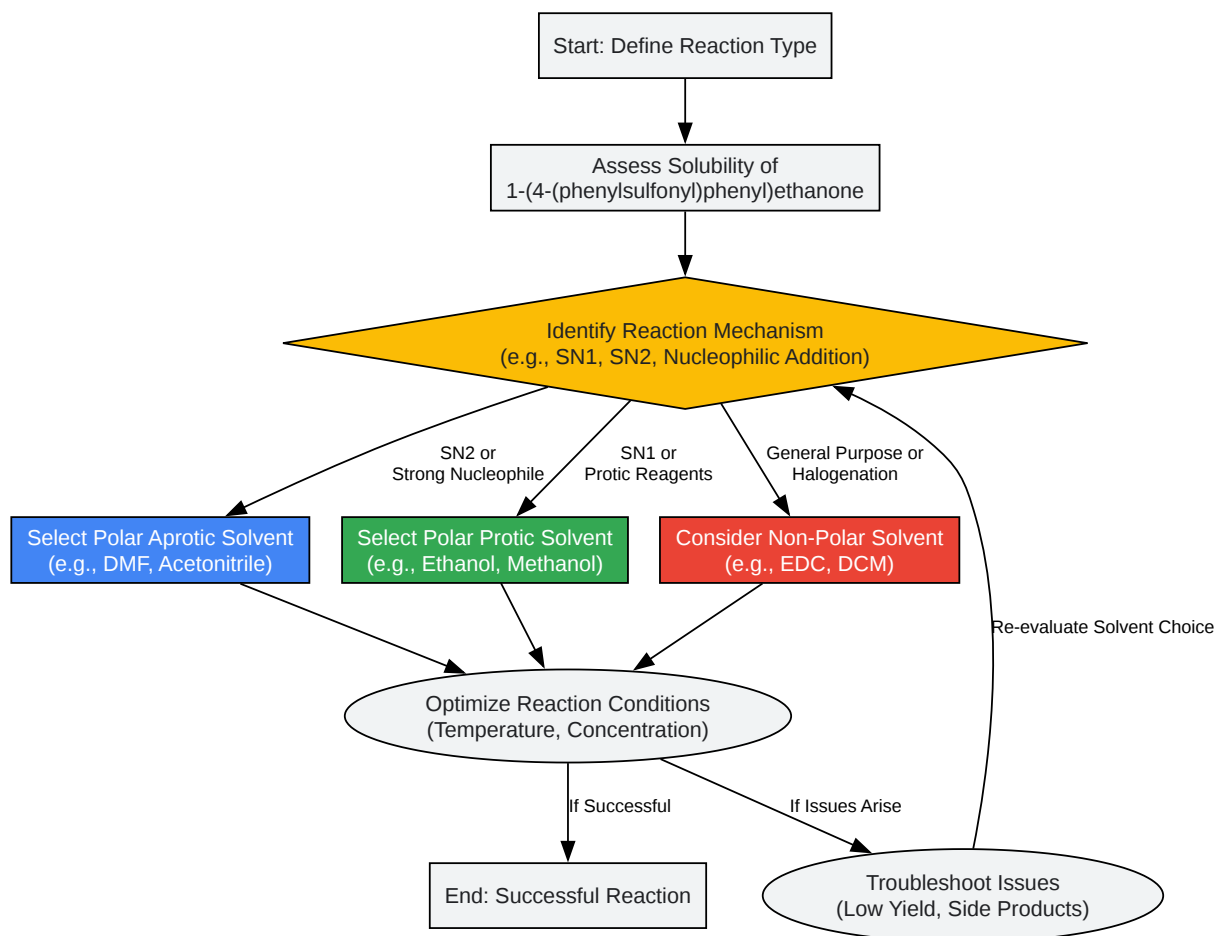 Start: Define Reaction Type
Assess Solubility of
1-(4-(phenylsulfonyl)phenyl)ethanone
Identify Reaction Mechanism
(e.g., SN1, SN2, Nucleophilic Addition)
SN2 or
Strong Nucleophile
SN1 or
Protic Reagents
General Purpose or
Halogenation
Select Polar Aprotic Solvent
(e.g., DMF, Acetonitrile)
Select Polar Protic Solvent
(e.g., Ethanol, Methanol)
Consider Non-Polar Solvent
(e.g., EDC, DCM)
Re-evaluate Solvent Choice
Optimize Reaction Conditions
(Temperature, Concentration)
If Successful
If Issues Arise
End: Successful Reaction
Troubleshoot Issues
(Low Yield, Side Products)